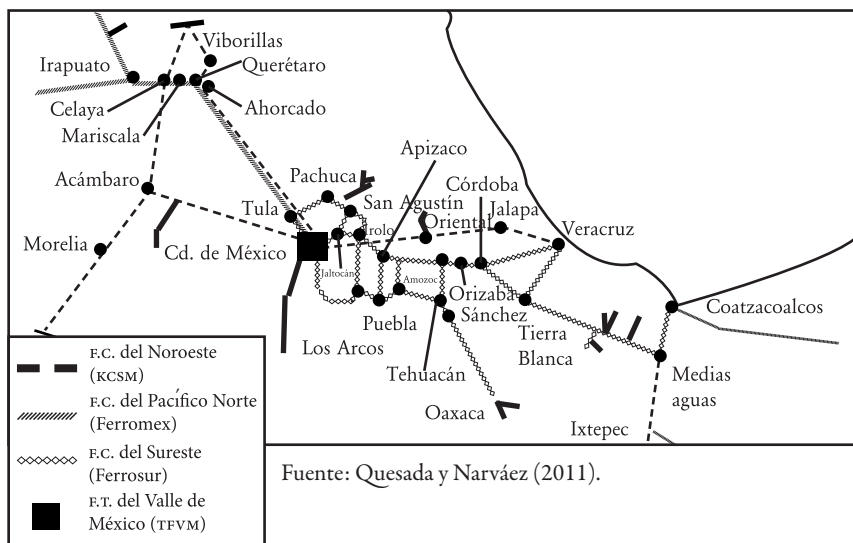 Viborillas
Irapuato
Querétaro
Celaya
Ahorcado
Mariscala
Apizaco
Acámbaro
Pachuca
San Agustín
Córdoba
Tula
Oriental
Jalapa
Veracruz
Morelia
Cd. de México
Irolo
Jaltocán
Amozoc
Orizaba
Coatzacoalcos
Puebla
Sánchez
Los Arcos
Tierra
Blanca
Tehuacán
Medias
aguas
Oaxaca
Ixtepec
F.C. del Noroeste
(KCSM)
F.C. del Pacífico Norte
(Ferromex)
F.C. del Sureste
(Ferrosur)
F.T. del Valle de
México (TFVM)
Fuente: Quesada y Narváez (2011).